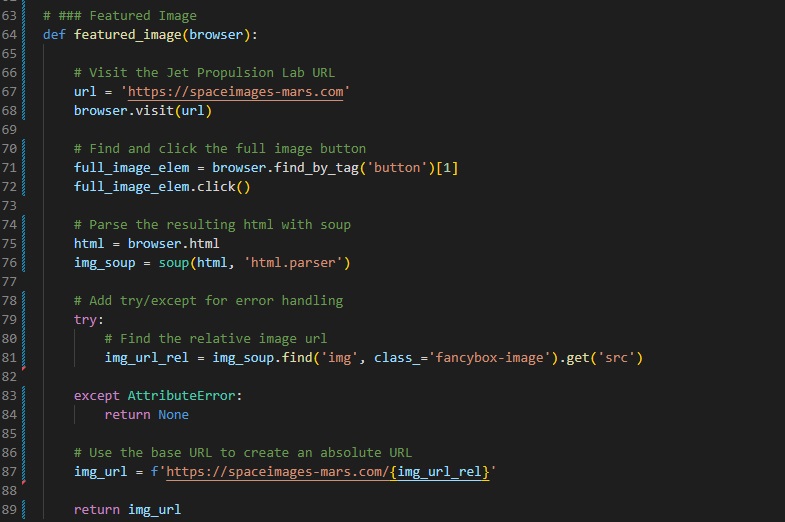 63 # ### Featured Image
64 def featured_image(browser):
65
66 # Visit the Jet Propulsion Lab URL
67 url = 'https://spaceimages-mars.com'
68 browser.visit(url)
69
70 # Find and click the full image button
71 full_image_elem = browser.find_by_tag('button')[1]
72 full_image_elem.click()
73
74 # Parse the resulting html with soup
75 html = browser.html
76 img_soup = soup(html, 'html.parser')
77
78 # Add try/except for error handling
79 try:
80 # Find the relative image url
81 img_url_rel = img_soup.find('img', class_='fancybox-image').get('src')
82
83 except AttributeError:
84 return None
85
86 # Use the base URL to create an absolute URL
87 img_url = f'https://spaceimages-mars.com/{img_url_rel}'
88
89 return img_url